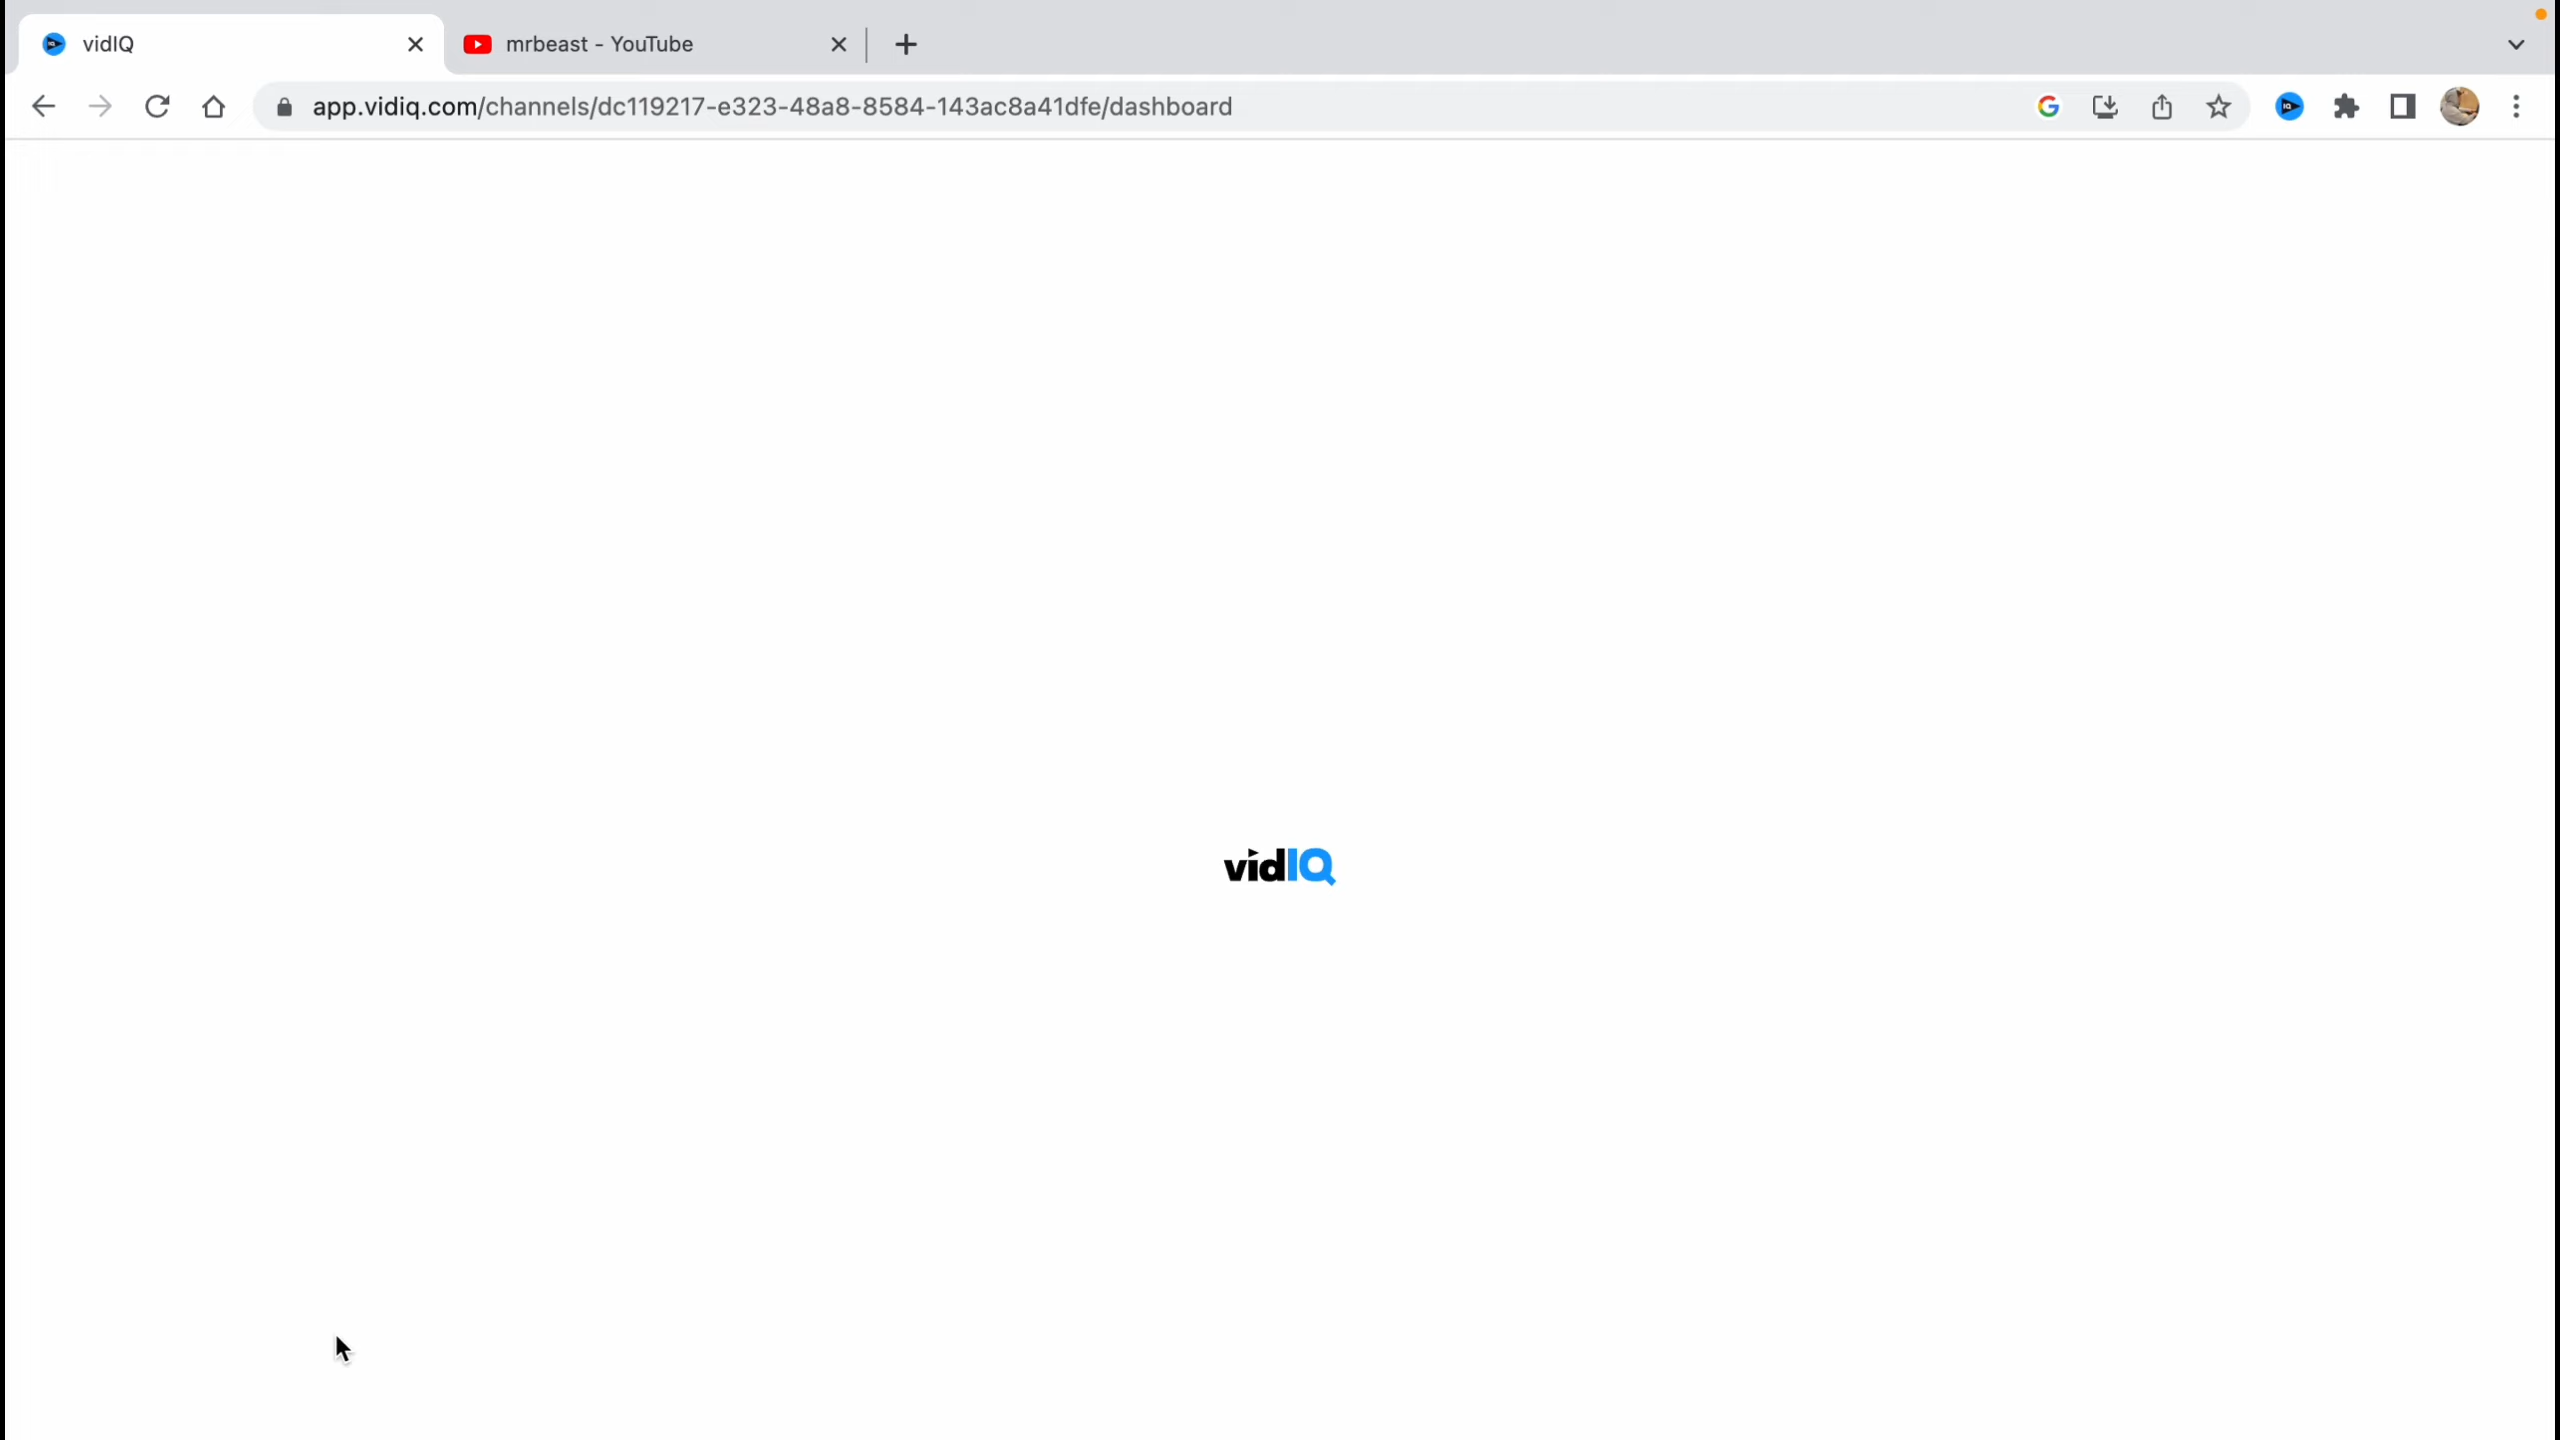 vidIQ
mrbeast - YouTube
app.vidiq.com/channels/dc119217-e323-48a8-8584-143ac8a41dfe/dashboard
vidIQ